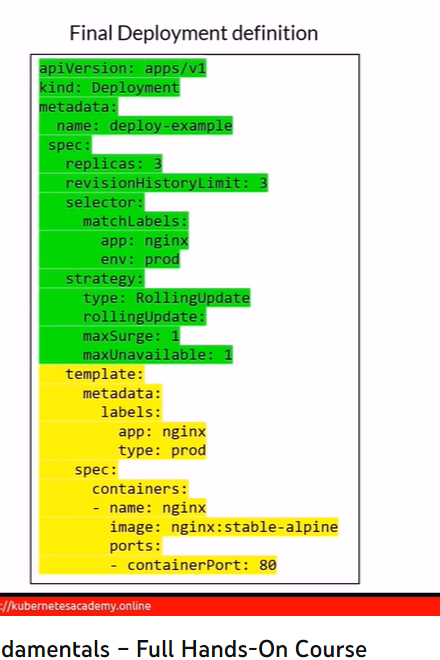 Final Deployment definition
apiVersion: apps/v1
kind: Deployment
metadata:
  name: deploy-example
 spec:
   replicas: 3
   revisionHistoryLimit: 3
   selector:
     matchLabels:
       app: nginx
       env: prod
   strategy:
     type: RollingUpdate
     rollingUpdate:
     maxSurge: 1
     maxUnavailable: 1
   template:
     metadata:
       labels:
         app: nginx
         type: prod
    spec:
      containers:
      - name: nginx
        image: nginx:stable-alpine
        ports:
        - containerPort: 80
://kubernetesacademy.online
damentals – Full Hands-On Course